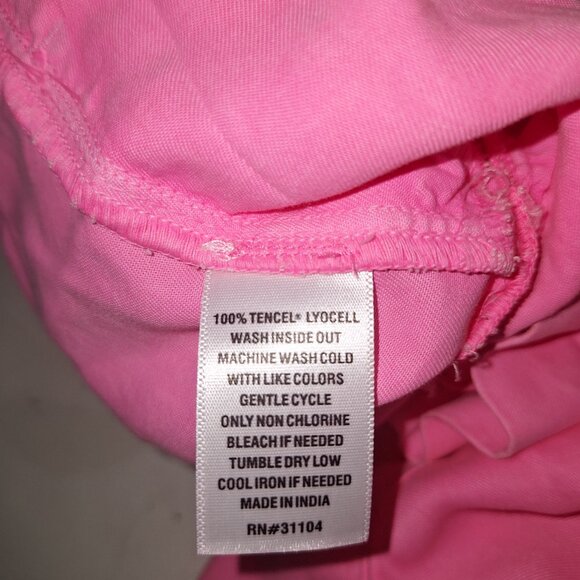 100% TENCEL® LYOCELL
WASH INSIDE OUT
MACHINE WASH COLD
WITH LIKE COLORS
GENTLE CYCLE
ONLY NON CHLORINE
BLEACH IF NEEDED
TUMBLE DRY LOW
COOL IRON IF NEEDED
MADE IN INDIA
RN#31104